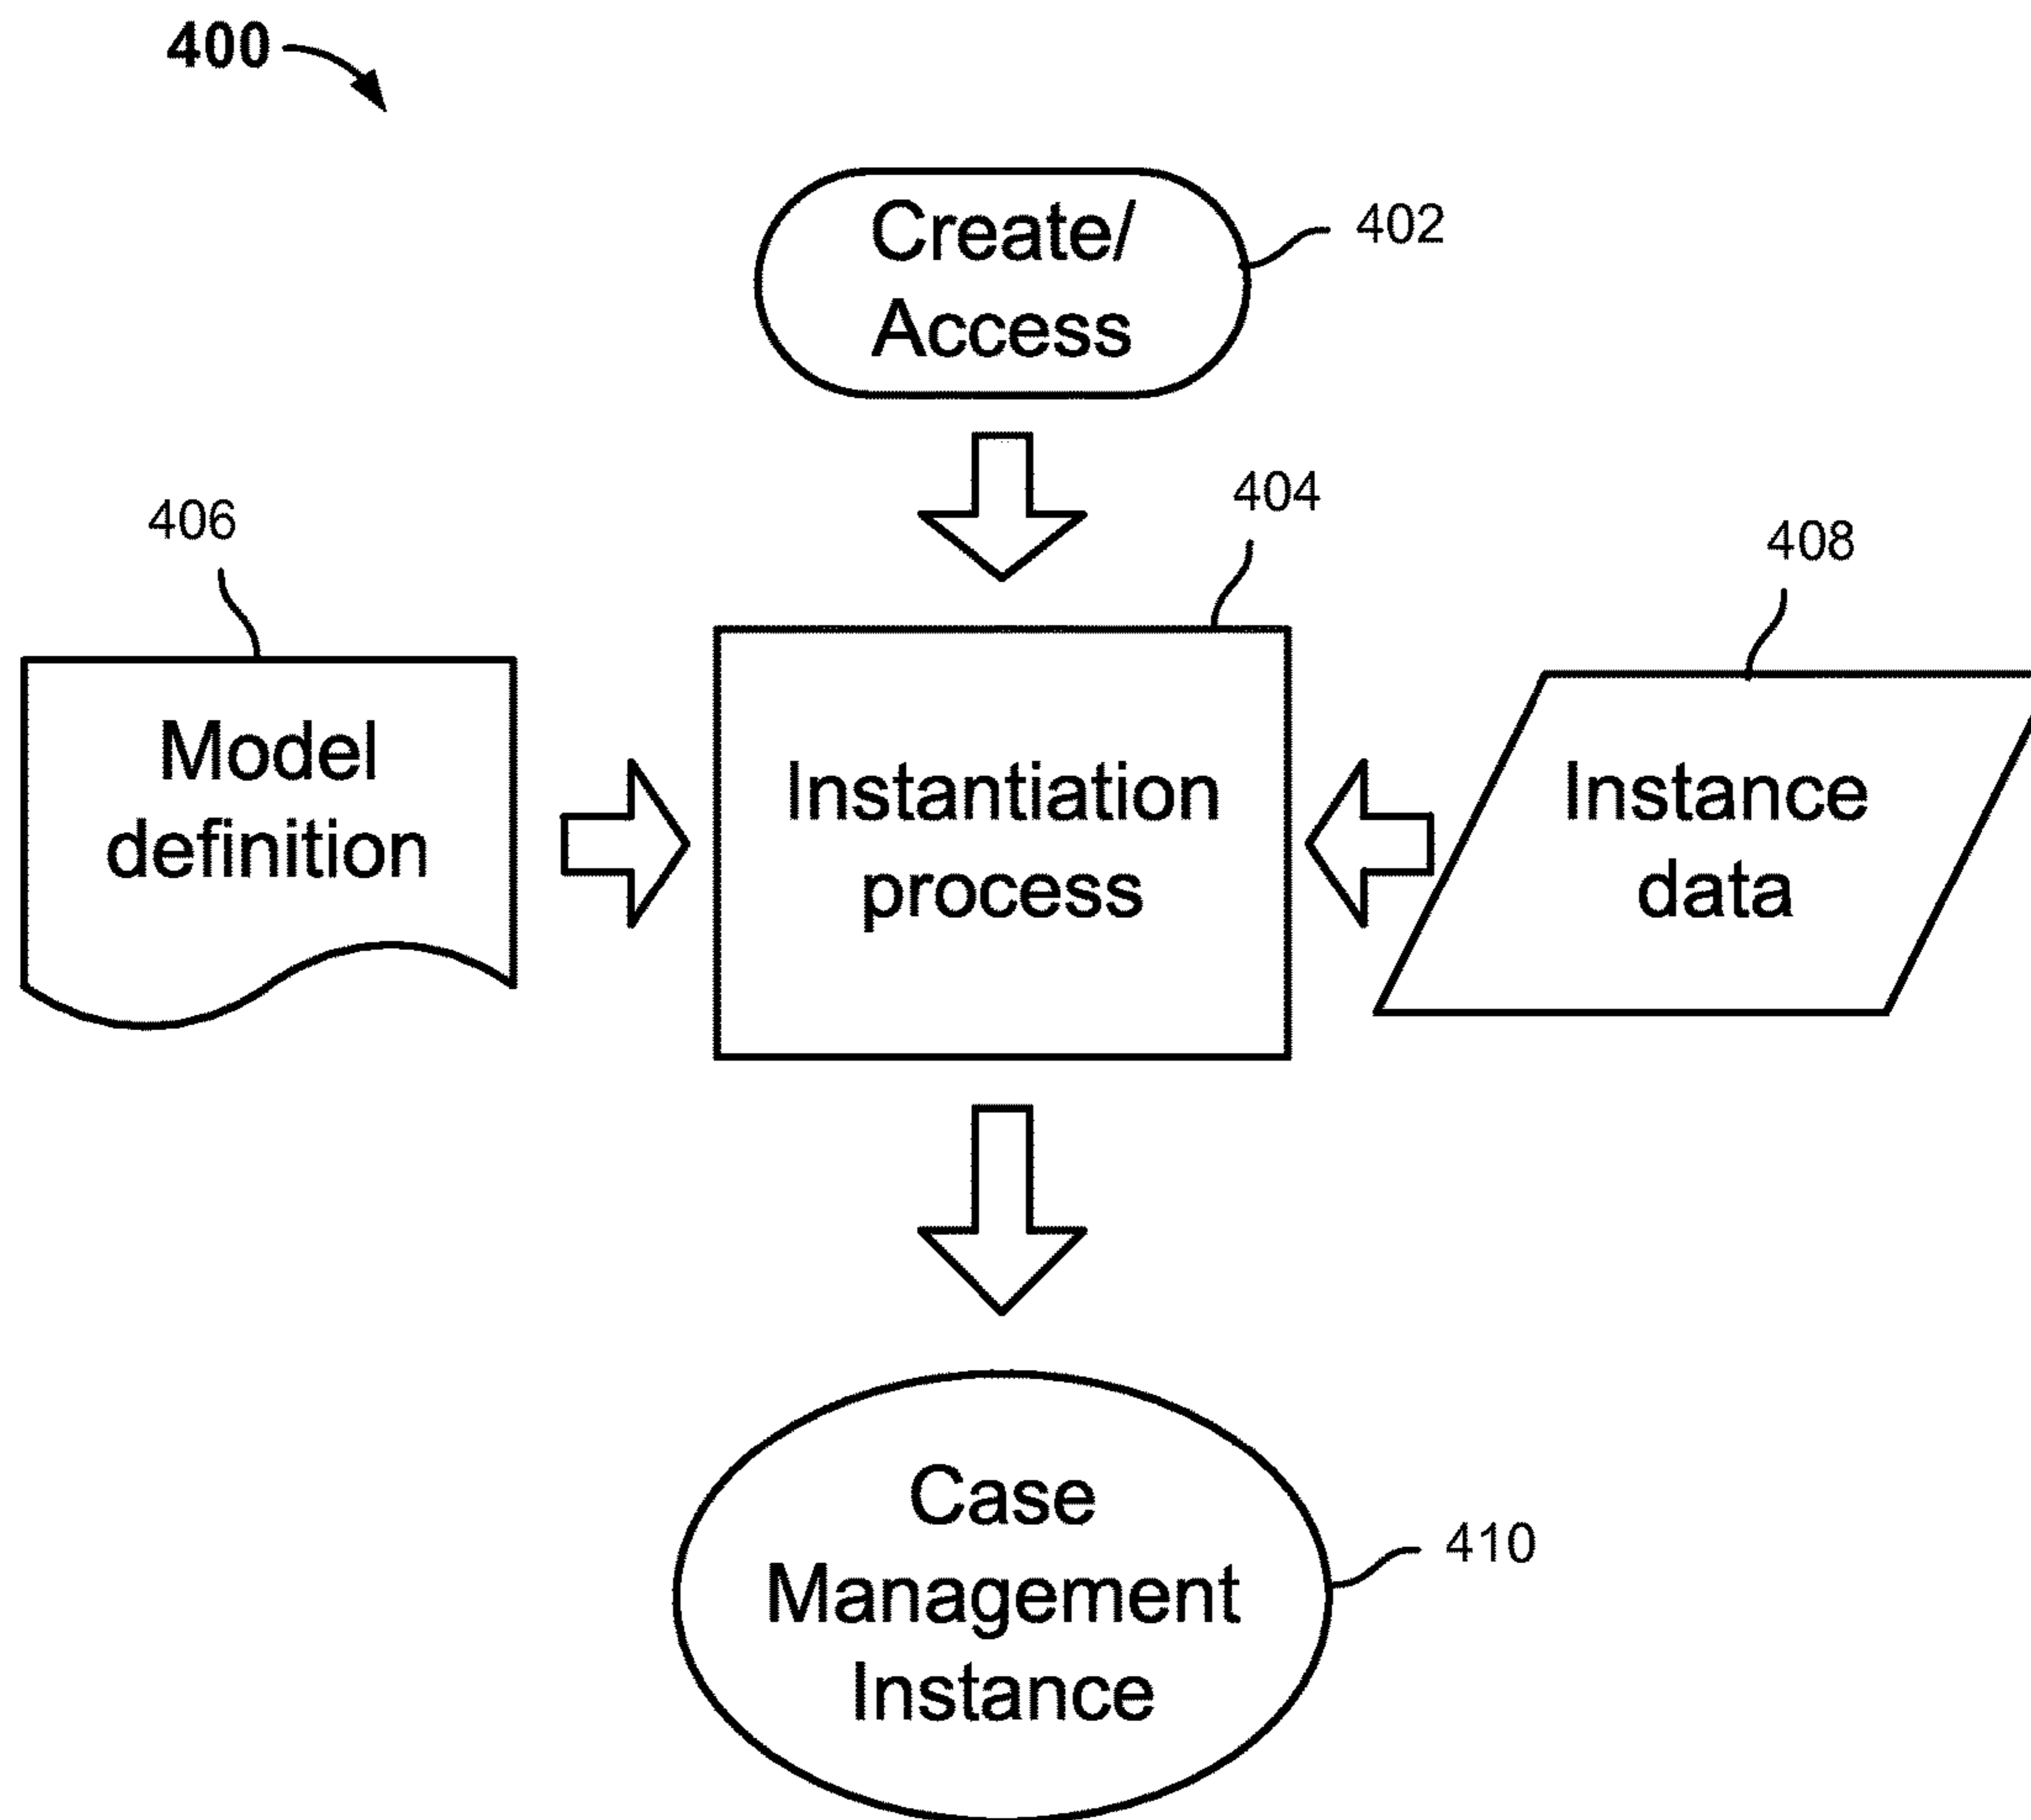 400
Create/
Access
402
404
406
408
Model
definition
Instantiation
process
Instance
data
Case
Management
Instance
410